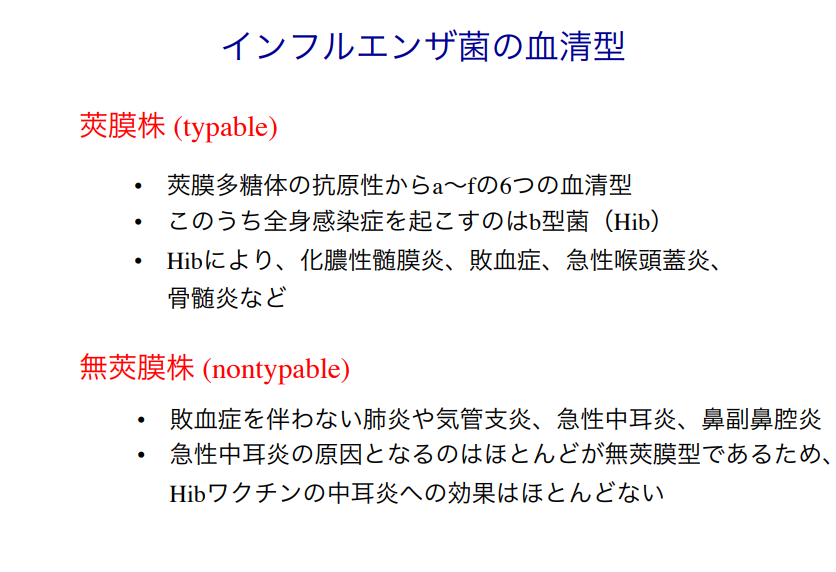 インフルエンザ菌の血清型
莢膜株 (typable)
• 莢膜多糖体の抗原性からa〜fの6つの血清型
• このうち全身感染症を起こすのはb型菌（Hib）
• Hibにより、化膿性髄膜炎、敗血症、急性喉頭蓋炎、
骨髄炎など
無莢膜株 (nontypable)
• 敗血症を伴わない肺炎や気管支炎、急性中耳炎、鼻副鼻腔炎
• 急性中耳炎の原因となるのはほとんどが無莢膜型であるため、
Hibワクチンの中耳炎への効果はほとんどない